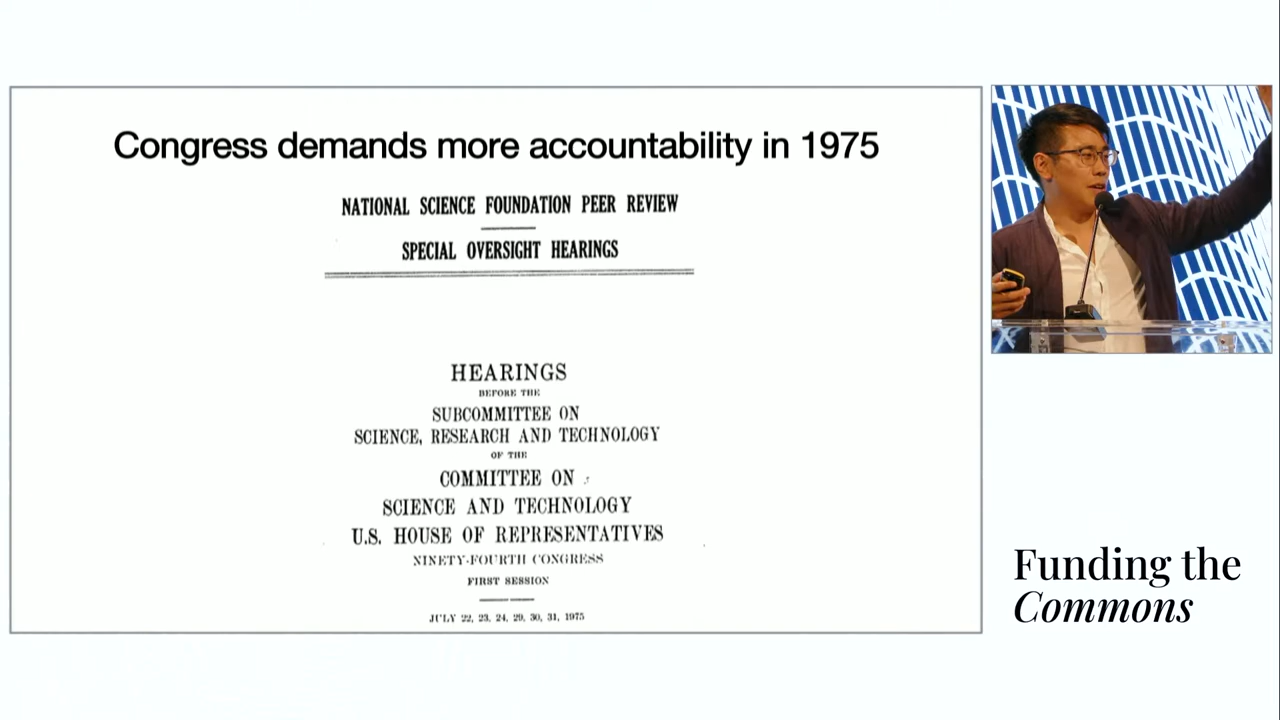 Congress demands more accountability in 1975
NATIONAL SCIENCE FOUNDATION PEER REVIEW
SPECIAL OVERSIGHT HEARINGS
HEARINGS
BEFORE THE
SUBCOMMITTEE ON
SCIENCE, RESEARCH AND TECHNOLOGY
OF THE
COMMITTEE ON
SCIENCE AND TECHNOLOGY
U.S. HOUSE OF REPRESENTATIVES
NINETY-FOURTH CONGRESS
FIRST SESSION
JULY 22, 23, 24, 29, 30, 31, 1975
Funding the
Commons